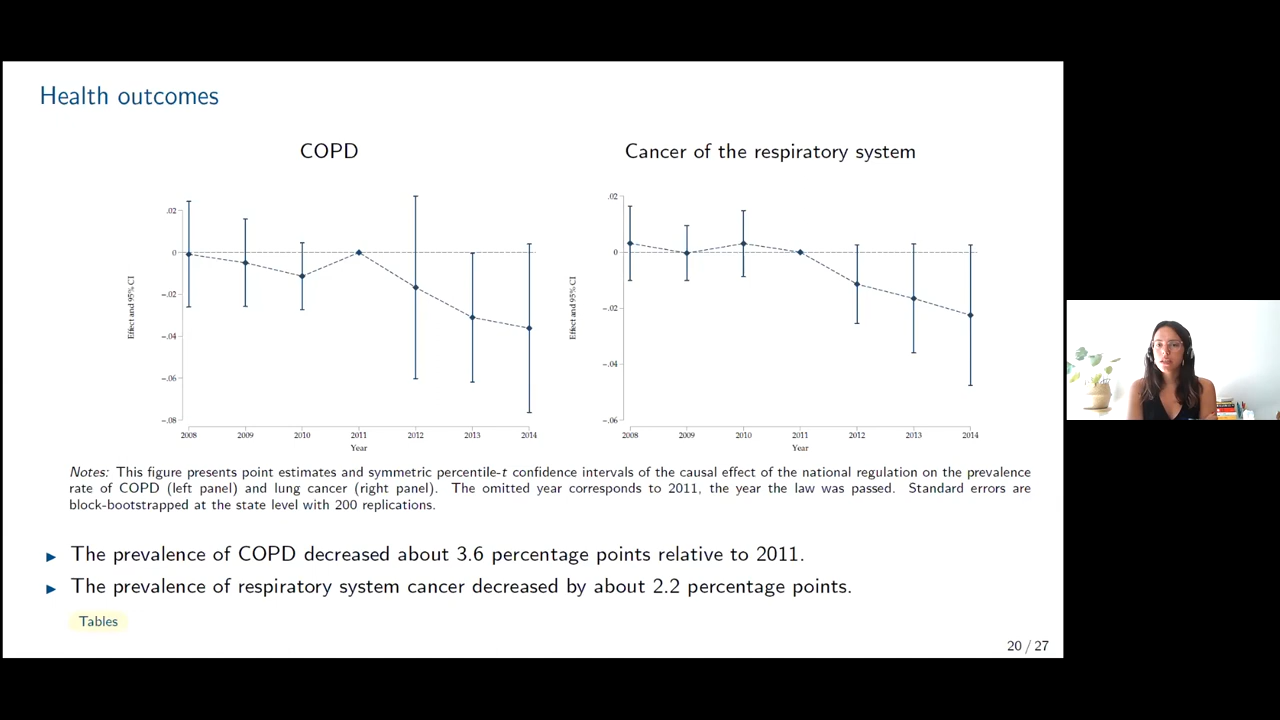 Health outcomes
COPD
Cancer of the respiratory system
Effect and 95% CI
.02
0
-.02
-.04
-.06
-.08
2008 2009 2010 2011 2012 2013 2014
Year
Effect and 95% CI
.02
0
-.02
-.04
-.06
2008 2009 2010 2011 2012 2013 2014
Year
Notes: This figure presents point estimates and symmetric percentile-t confidence intervals of the causal effect of the national regulation on the prevalence
rate of COPD (left panel) and lung cancer (right panel). The omitted year corresponds to 2011, the year the law was passed. Standard errors are
block-bootstrapped at the state level with 200 replications.
► The prevalence of COPD decreased about 3.6 percentage points relative to 2011.
► The prevalence of respiratory system cancer decreased by about 2.2 percentage points.
Tables
20 / 27